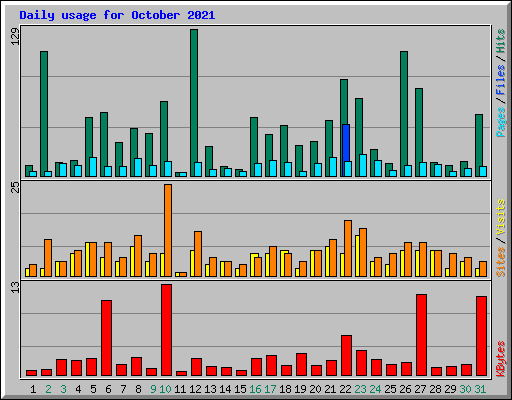 Daily usage for October 2021
129
Pages / Files / Hits
25
Sites / Visits
13
KBytes
1 2 3 4 5 6 7 8 9 10 11 12 13 14 15 16 17 18 19 20 21 22 23 24 25 26 27 28 29 30 31